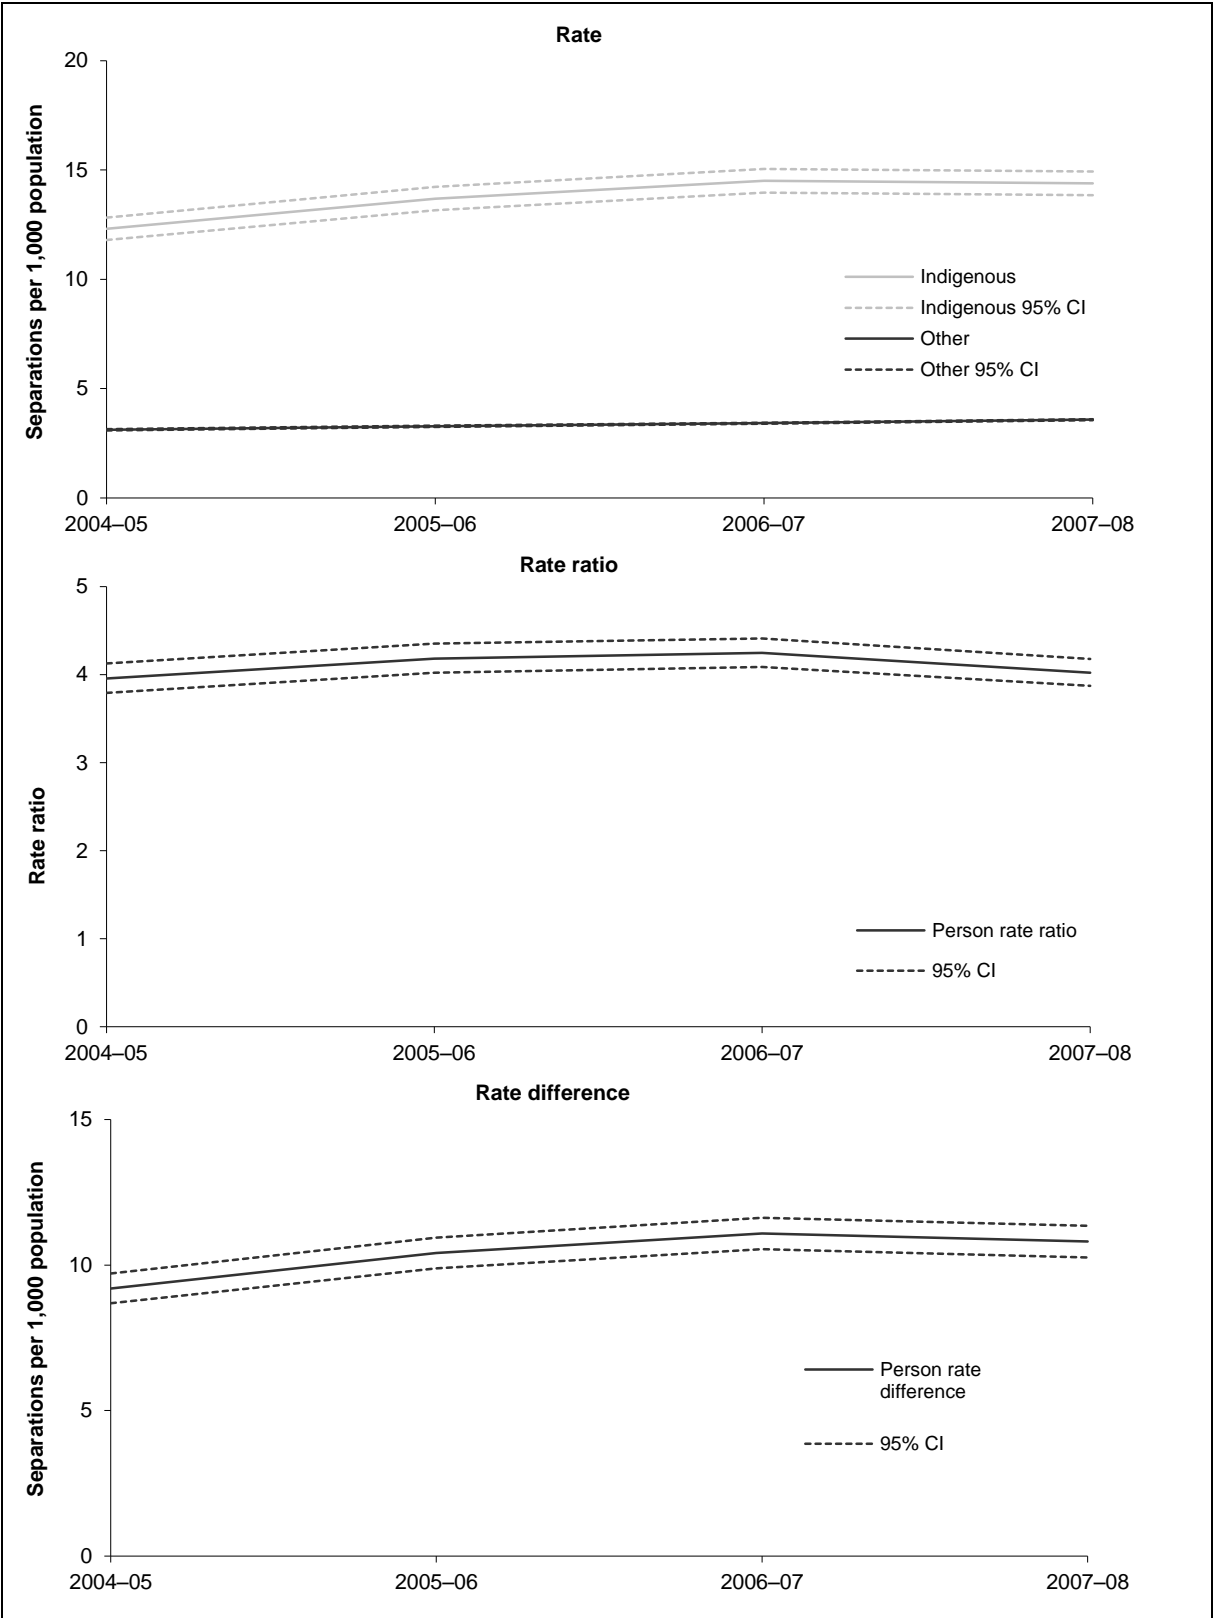 Rate
Separations per 1,000 population
20
15
10
5
0
Indigenous
Indigenous 95% CI
Other
Other 95% CI
2004–05
2005–06
2006–07
2007–08
Rate ratio
Rate ratio
5
4
3
2
1
0
Person rate ratio
95% CI
2004–05
2005–06
2006–07
2007–08
Rate difference
Separations per 1,000 population
15
10
5
0
Person rate
difference
95% CI
2004–05
2005–06
2006–07
2007–08